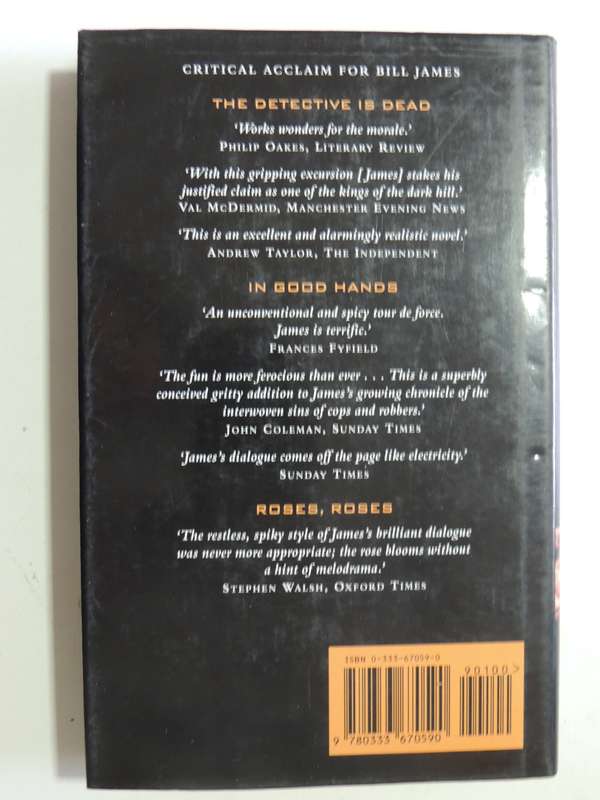 CRITICAL ACCLAIM FOR BILL JAMES
THE DETECTIVE IS DEAD
'Works wonders for the morale.'
PHILIP OAKES, LITERARY REVIEW
'With this gripping excursion [James] stakes his
justified claim as one of the kings of the dark hill.'
VAL MCDERMID, MANCHESTER EVENING NEWS
'This is an excellent and alarmingly realistic novel.'
ANDREW TAYLOR, THE INDEPENDENT
IN GOOD HANDS
'An unconventional and spicy tour de force.
James is terrific.'
FRANCES FYFIELD
'The fun is more ferocious than ever . . . This is a superbly
conceived gritty addition to James's growing chronicle of the
interwoven sins of cops and robbers.'
JOHN COLEMAN, SUNDAY TIMES
'James's dialogue comes off the page like electricity.'
SUNDAY TIMES
ROSES, ROSES
'The restless, spiky style of James's brilliant dialogue
was never more appropriate; the rose blooms without
a hint of melodrama.'
STEPHEN WALSH, OXFORD TIMES
ISBN 0-333-67059-0
90100>
9 780333 670590